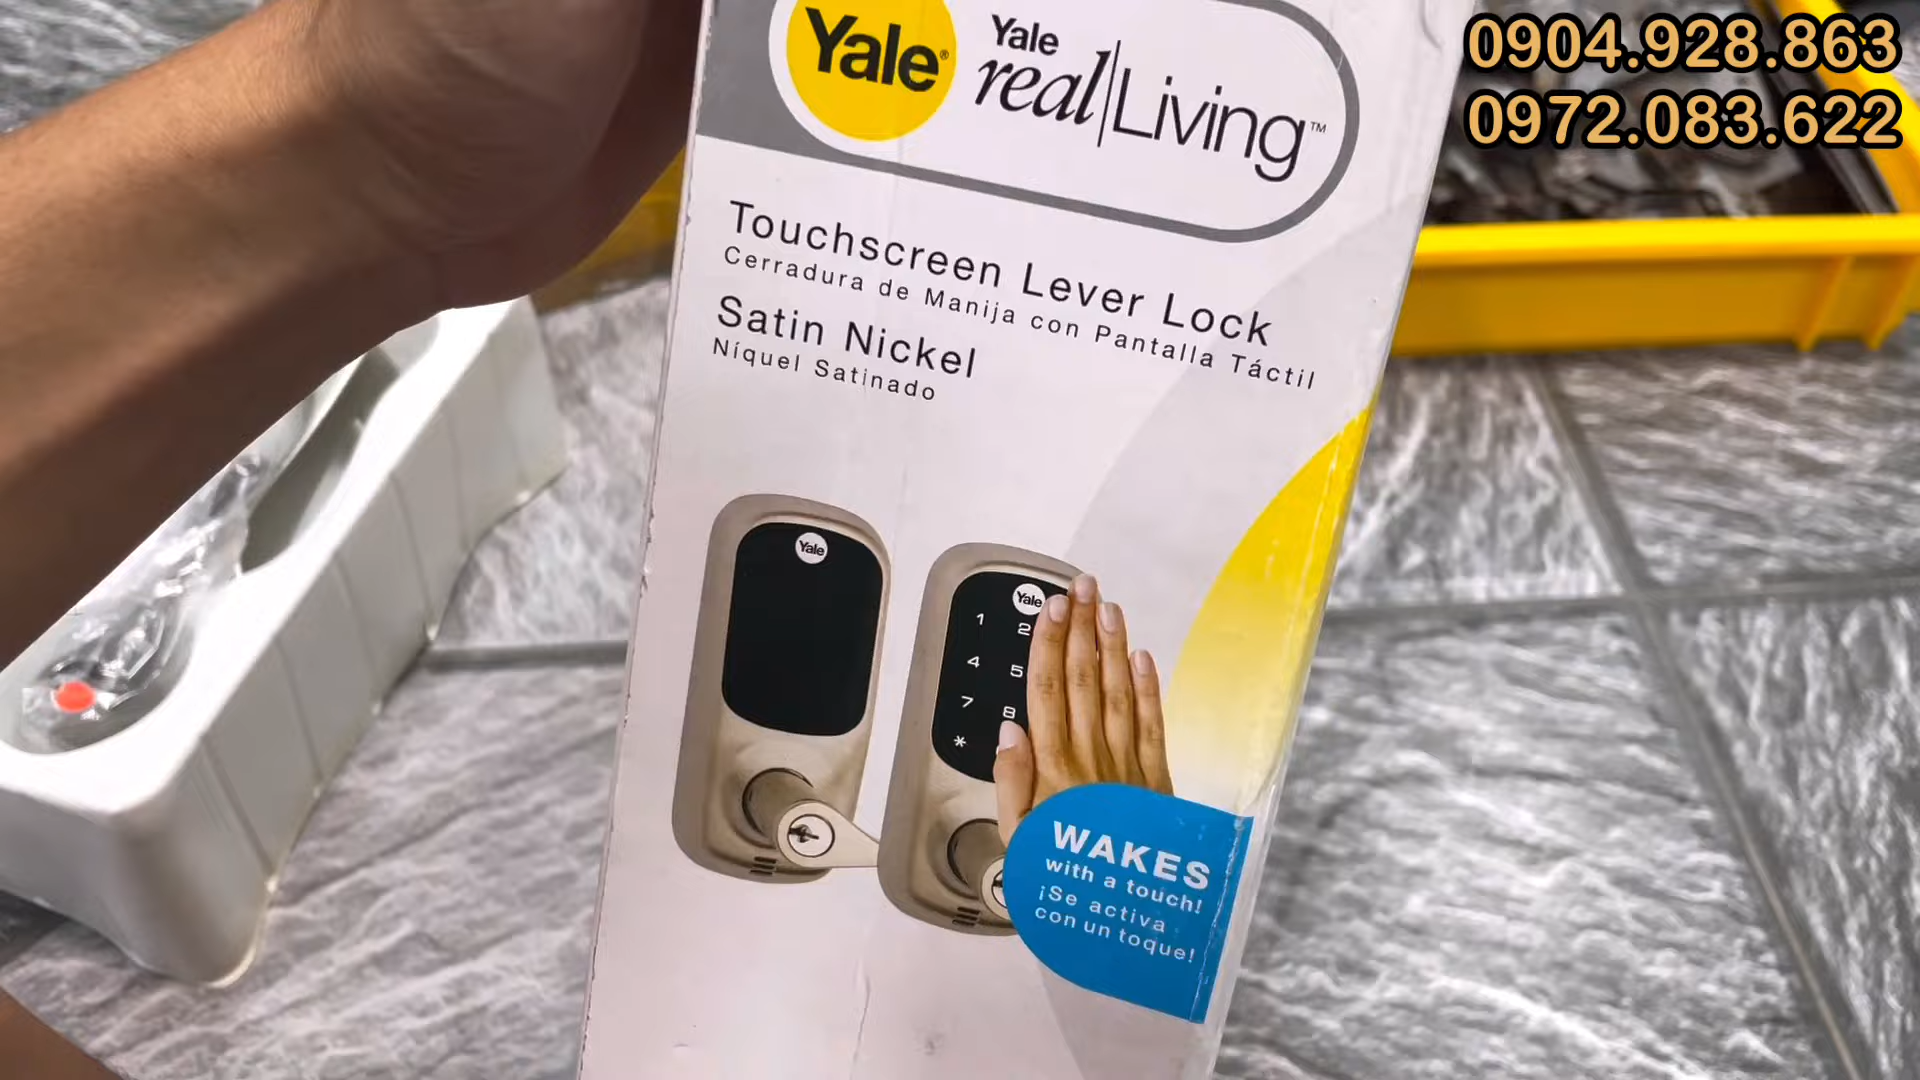 0904.928.863
0972.083.622
Yale®
Yale
real|Living™
Touchscreen Lever Lock
Cerradura de Manija con Pantalla Táctil
Satin Nickel
Níquel Satinado
Yale
Yale
1 2
4 5
7 8
*
WAKES
with a touch!
¡Se activa
con un toque!